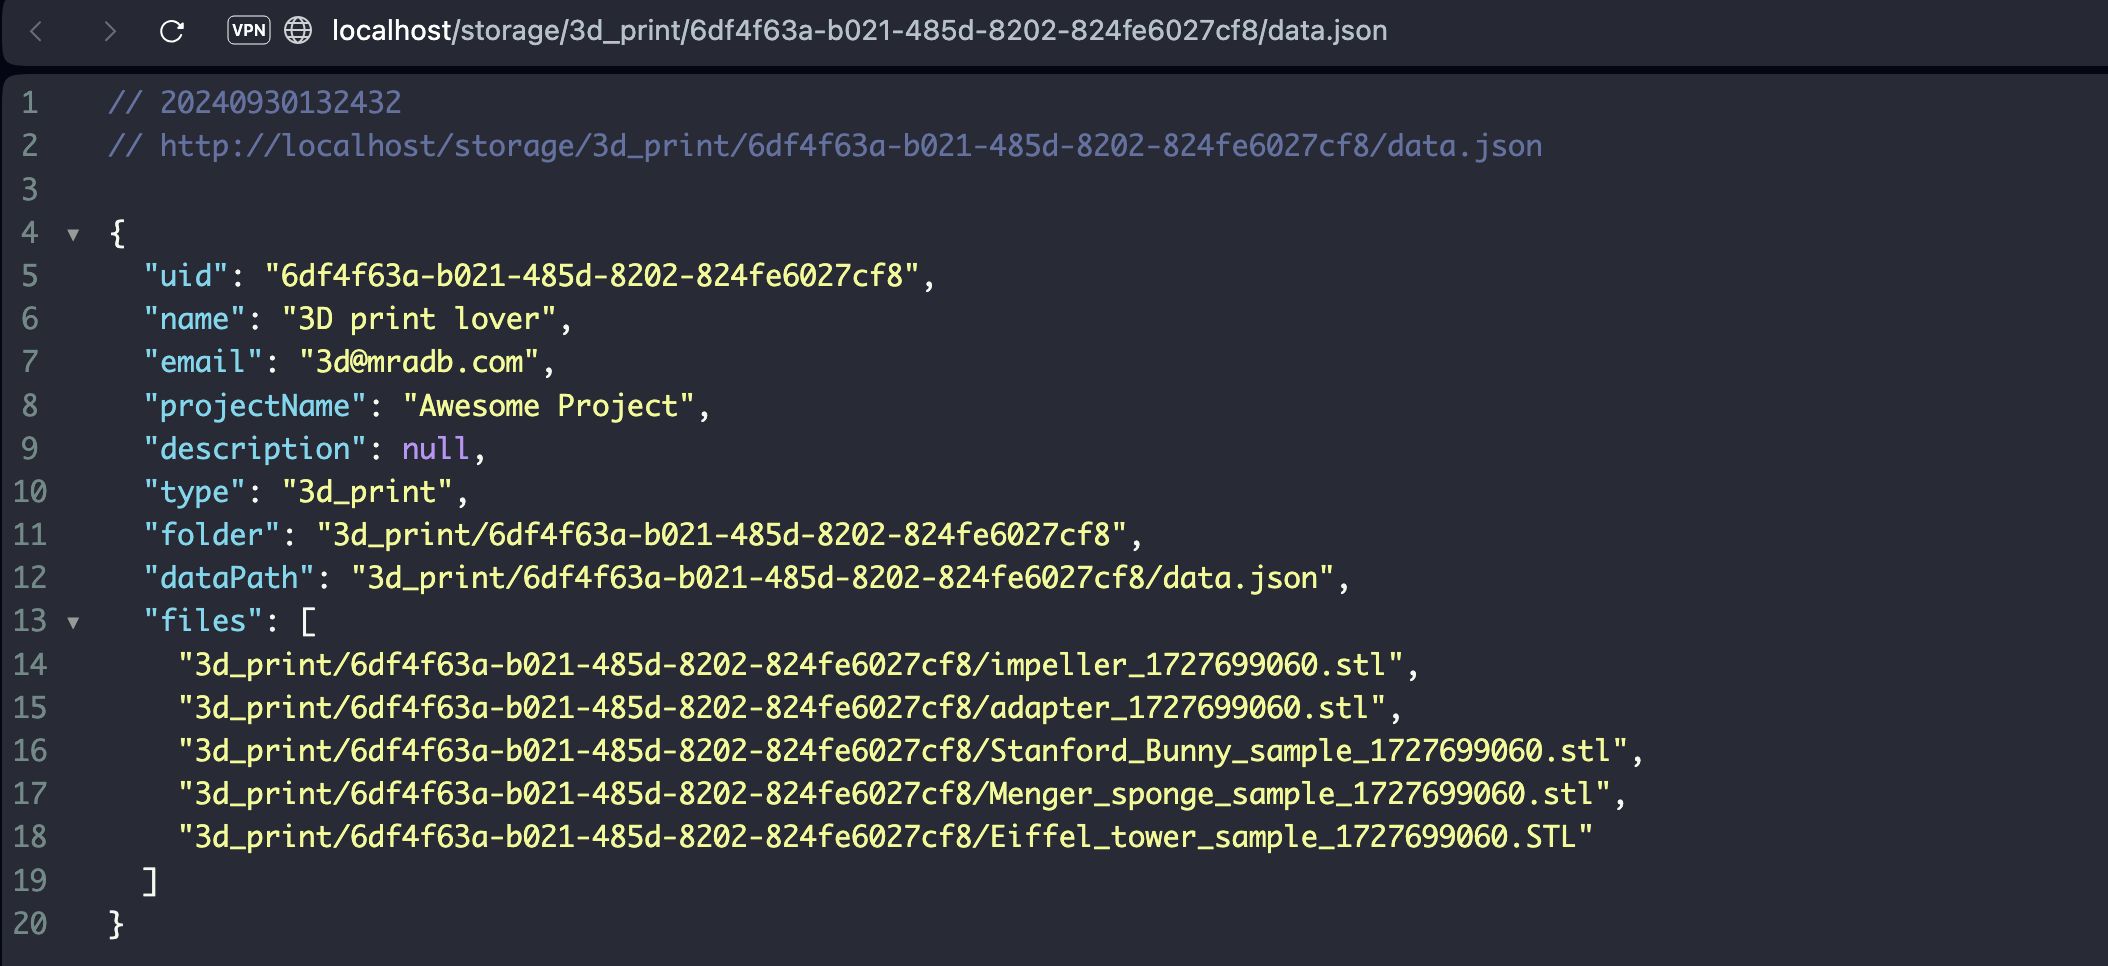 VPN localhost/storage/3d_print/6df4f63a-b021-485d-8202-824fe6027cf8/data.json
1 // 20240930132432
2 // http://localhost/storage/3d_print/6df4f63a-b021-485d-8202-824fe6027cf8/data.json
3
4 ▼ {
5 "uid": "6df4f63a-b021-485d-8202-824fe6027cf8",
6 "name": "3D print lover",
7 "email": "3d@mradb.com",
8 "projectName": "Awesome Project",
9 "description": null,
10 "type": "3d_print",
11 "folder": "3d_print/6df4f63a-b021-485d-8202-824fe6027cf8",
12 "dataPath": "3d_print/6df4f63a-b021-485d-8202-824fe6027cf8/data.json",
13 ▼ "files": [
14 "3d_print/6df4f63a-b021-485d-8202-824fe6027cf8/impeller_1727699060.stl",
15 "3d_print/6df4f63a-b021-485d-8202-824fe6027cf8/adapter_1727699060.stl",
16 "3d_print/6df4f63a-b021-485d-8202-824fe6027cf8/Stanford_Bunny_sample_1727699060.stl",
17 "3d_print/6df4f63a-b021-485d-8202-824fe6027cf8/Menger_sponge_sample_1727699060.stl",
18 "3d_print/6df4f63a-b021-485d-8202-824fe6027cf8/Eiffel_tower_sample_1727699060.STL"
19 ]
20 }